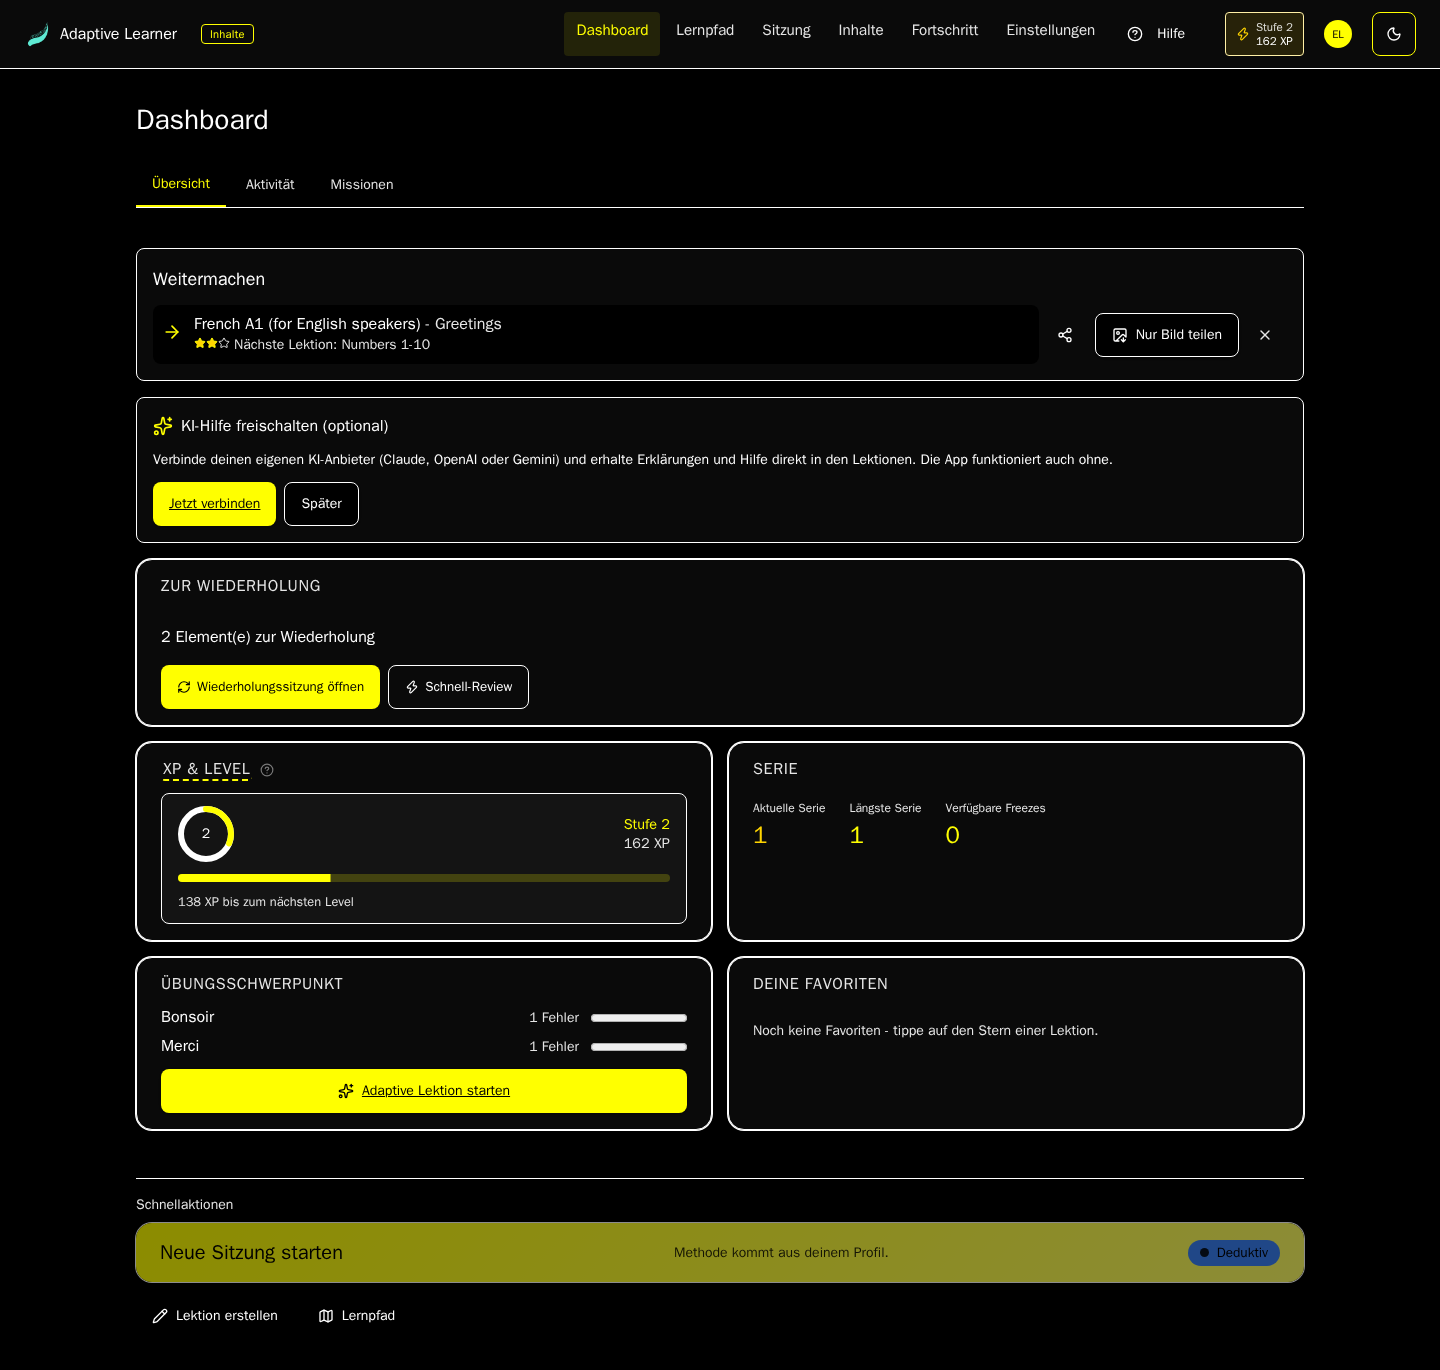 Adaptive Learner
Inhalte
Dashboard
Lernpfad
Sitzung
Inhalte
Fortschritt
Einstellungen
Hilfe
Stufe 2
162 XP
EL
Dashboard
Übersicht
Aktivität
Missionen
Weitermachen
French A1 (for English speakers) - Greetings
Nächste Lektion: Numbers 1-10
Nur Bild teilen
KI-Hilfe freischalten (optional)
Verbinde deinen eigenen KI-Anbieter (Claude, OpenAI oder Gemini) und erhalte Erklärungen und Hilfe direkt in den Lektionen. Die App funktioniert auch ohne.
Jetzt verbinden
Später
ZUR WIEDERHOLUNG
2 Element(e) zur Wiederholung
Wiederholungssitzung öffnen
Schnell-Review
XP & LEVEL
2
Stufe 2
162 XP
138 XP bis zum nächsten Level
SERIE
Aktuelle Serie
1
Längste Serie
1
Verfügbare Freezes
0
ÜBUNGSSCHWERPUNKT
Bonsoir
1 Fehler
Merci
1 Fehler
Adaptive Lektion starten
DEINE FAVORITEN
Noch keine Favoriten - tippe auf den Stern einer Lektion.
Schnellaktionen
Neue Sitzung starten
Methode kommt aus deinem Profil.
Deduktiv
Lektion erstellen
Lernpfad